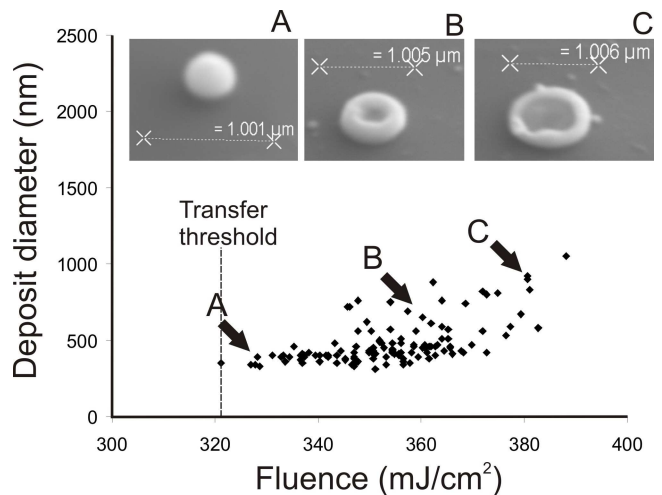 A
B
C
= 1.001 µm
= 1.005 µm
= 1.006 µm
Deposit diameter (nm)
2500
2000
1500
1000
500
0
Transfer
threshold
A
B
C
300
320
340
360
380
400
Fluence (mJ/cm²)